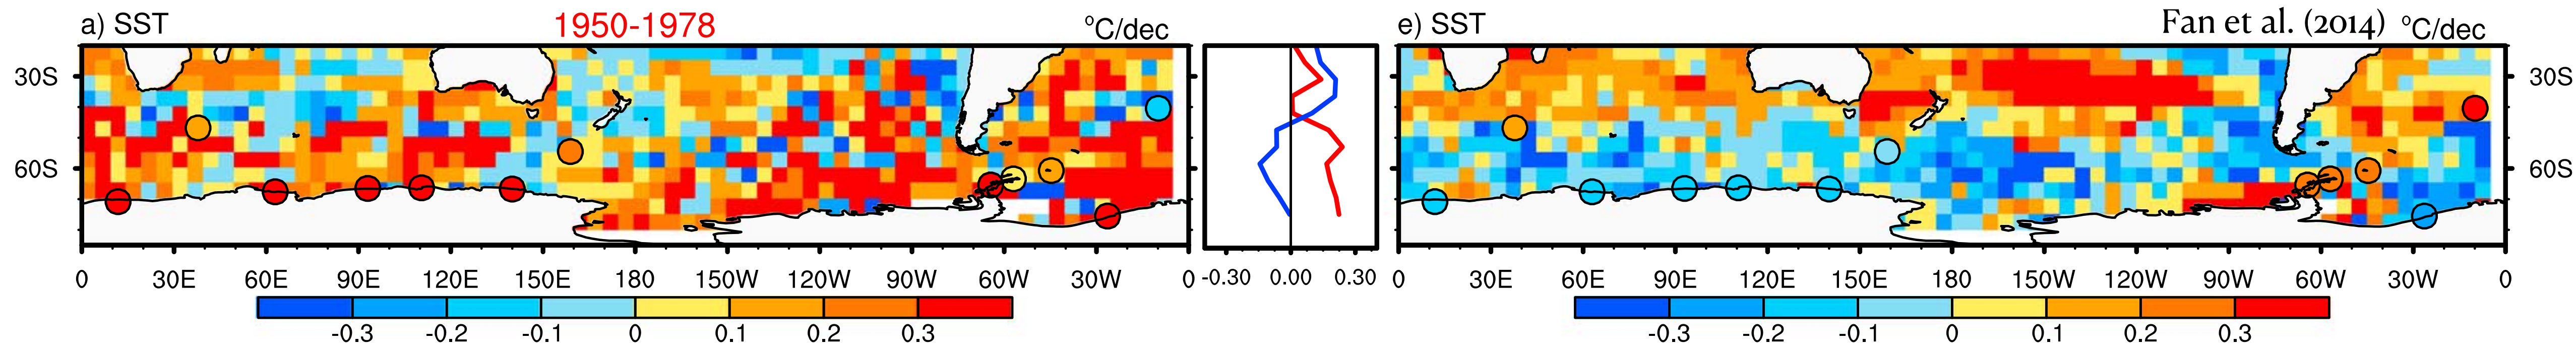 a) SST 1950-1978 ºC/dec e) SST Fan et al. (2014) ºC/dec
30S 30S
60S 60S
0 30E 60E 90E 120E 150E 180 150W 120W 90W 60W 30W 0 -0.30 0.00 0.30 0 30E 60E 90E 120E 150E 180 150W 120W 90W 60W 30W 0
-0.3 -0.2 -0.1 0 0.1 0.2 0.3 -0.3 -0.2 -0.1 0 0.1 0.2 0.3